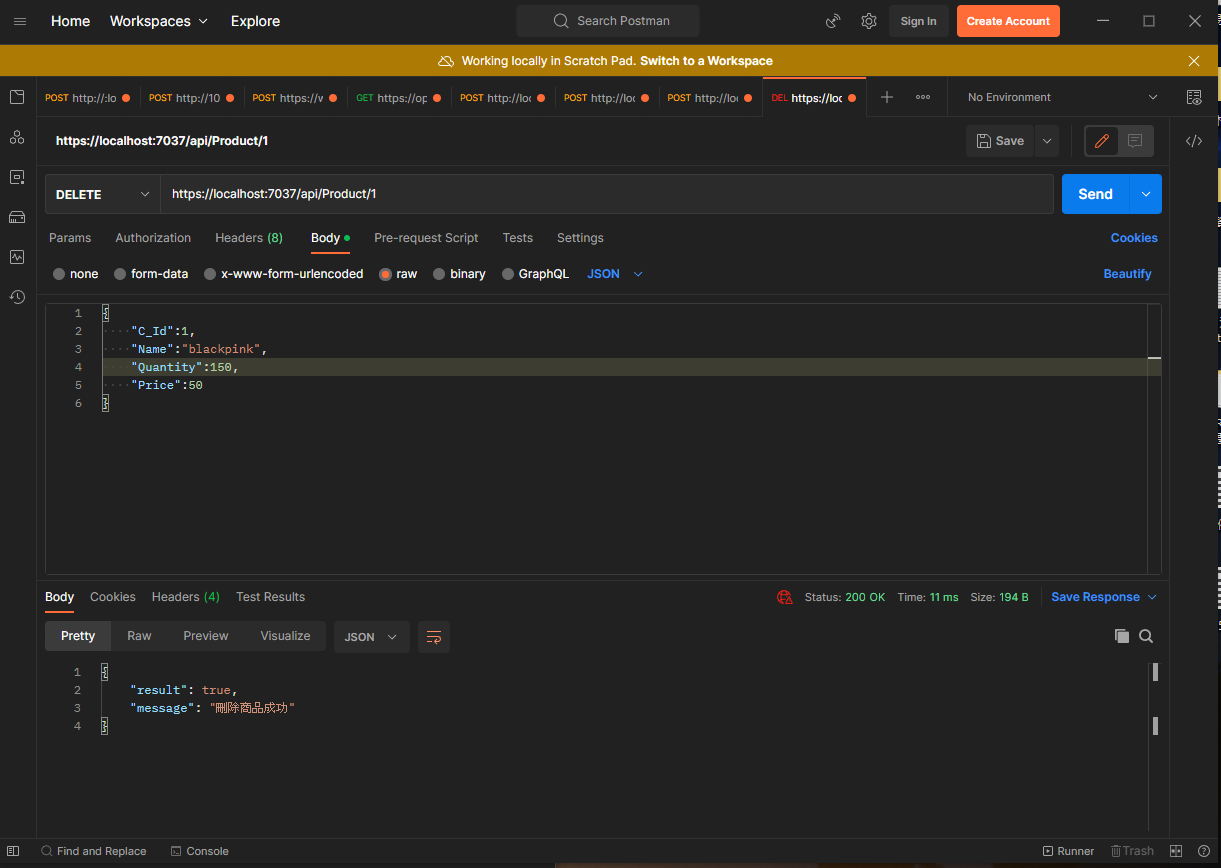 Home Workspaces Explore Search Postman Sign In Create Account
Working locally in Scratch Pad. Switch to a Workspace
POST http://:lo POST http://10 POST https://v GET https://op POST http://loc POST http://loc POST http://loc DEL https://loc No Environment
https://localhost:7037/api/Product/1 Save
DELETE https://localhost:7037/api/Product/1 Send
Params Authorization Headers (8) Body Pre-request Script Tests Settings Cookies
none form-data x-www-form-urlencoded raw binary GraphQL JSON Beautify
1 {
2 "C_Id":1,
3 "Name":"blackpink",
4 "Quantity":150,
5 "Price":50
6 }
Body Cookies Headers (4) Test Results Status: 200 OK Time: 11 ms Size: 194 B Save Response
Pretty Raw Preview Visualize JSON
1 {
2 "result": true,
3 "message": "刪除商品成功"
4 }
Find and Replace Console Runner Trash